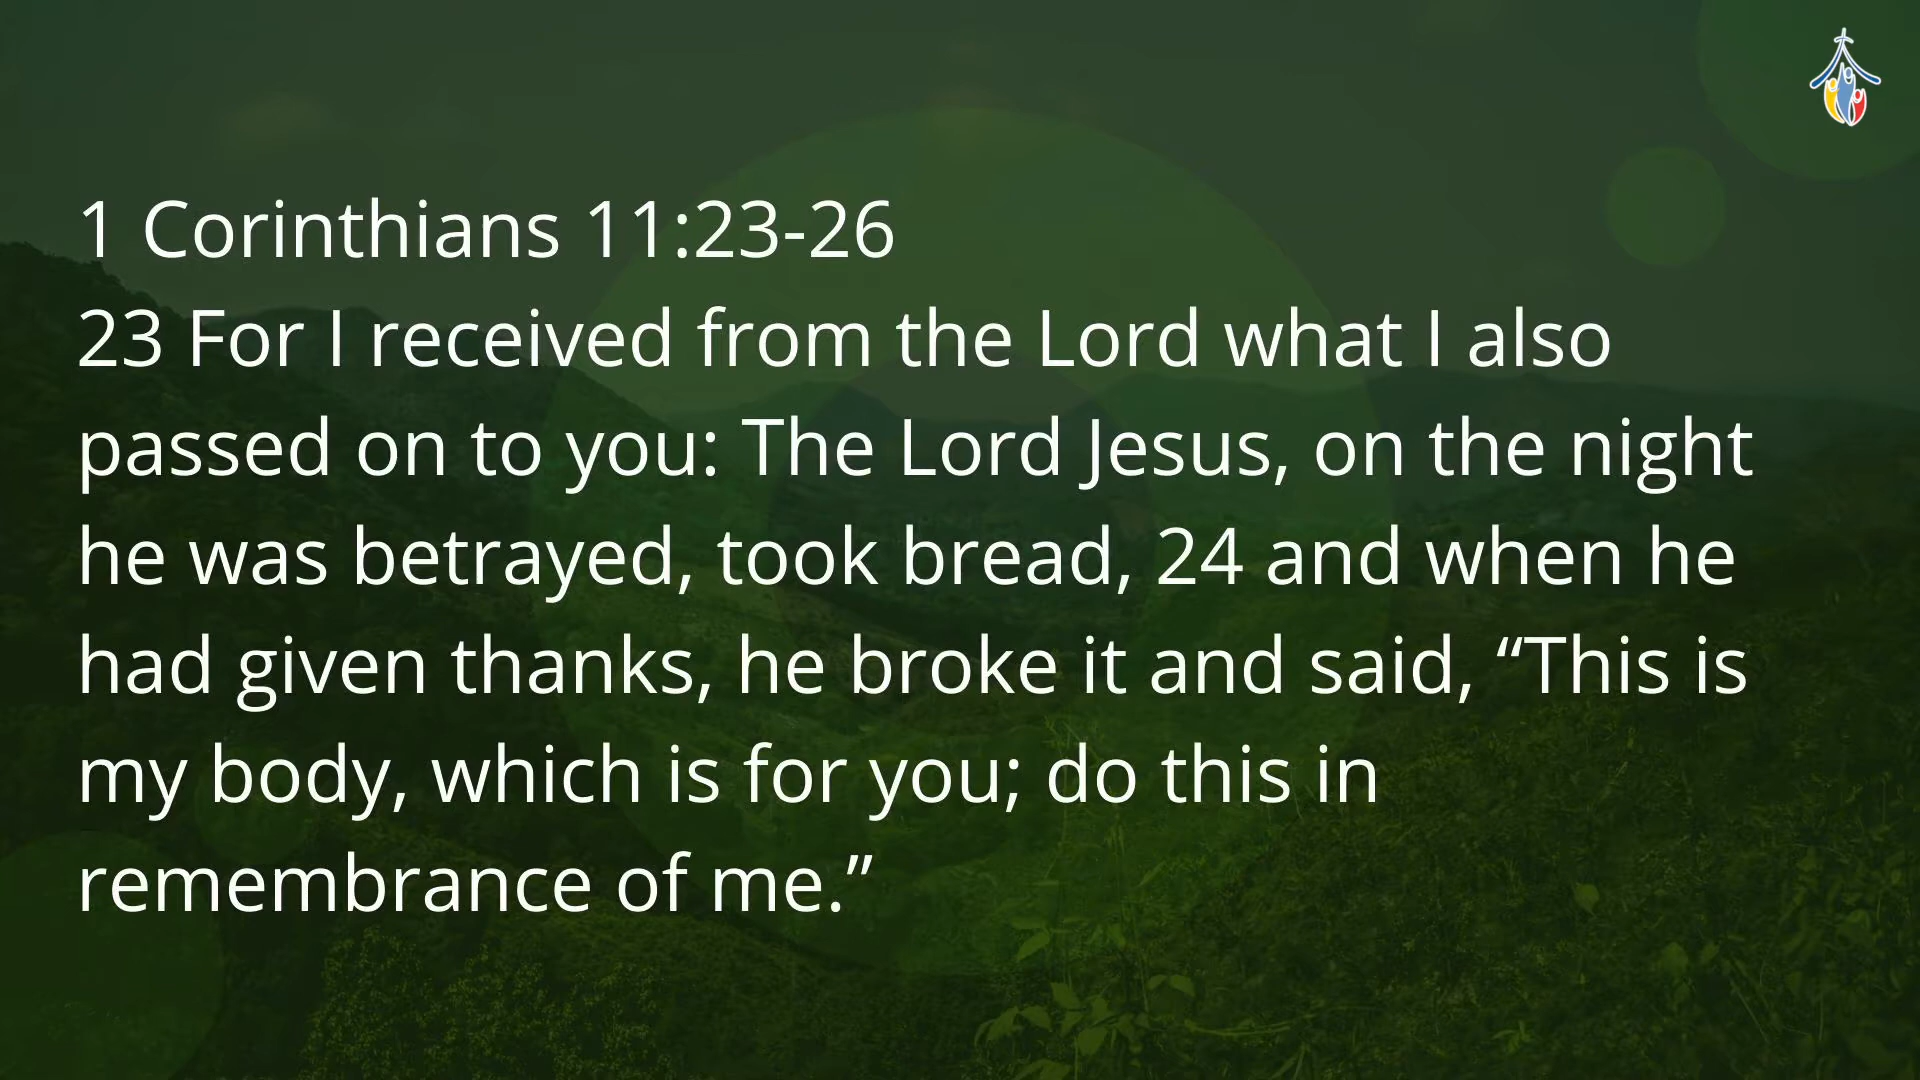 1 Corinthians 11:23-26
23 For I received from the Lord what I also
passed on to you: The Lord Jesus, on the night
he was betrayed, took bread, 24 and when he
had given thanks, he broke it and said, “This is
my body, which is for you; do this in
remembrance of me.”